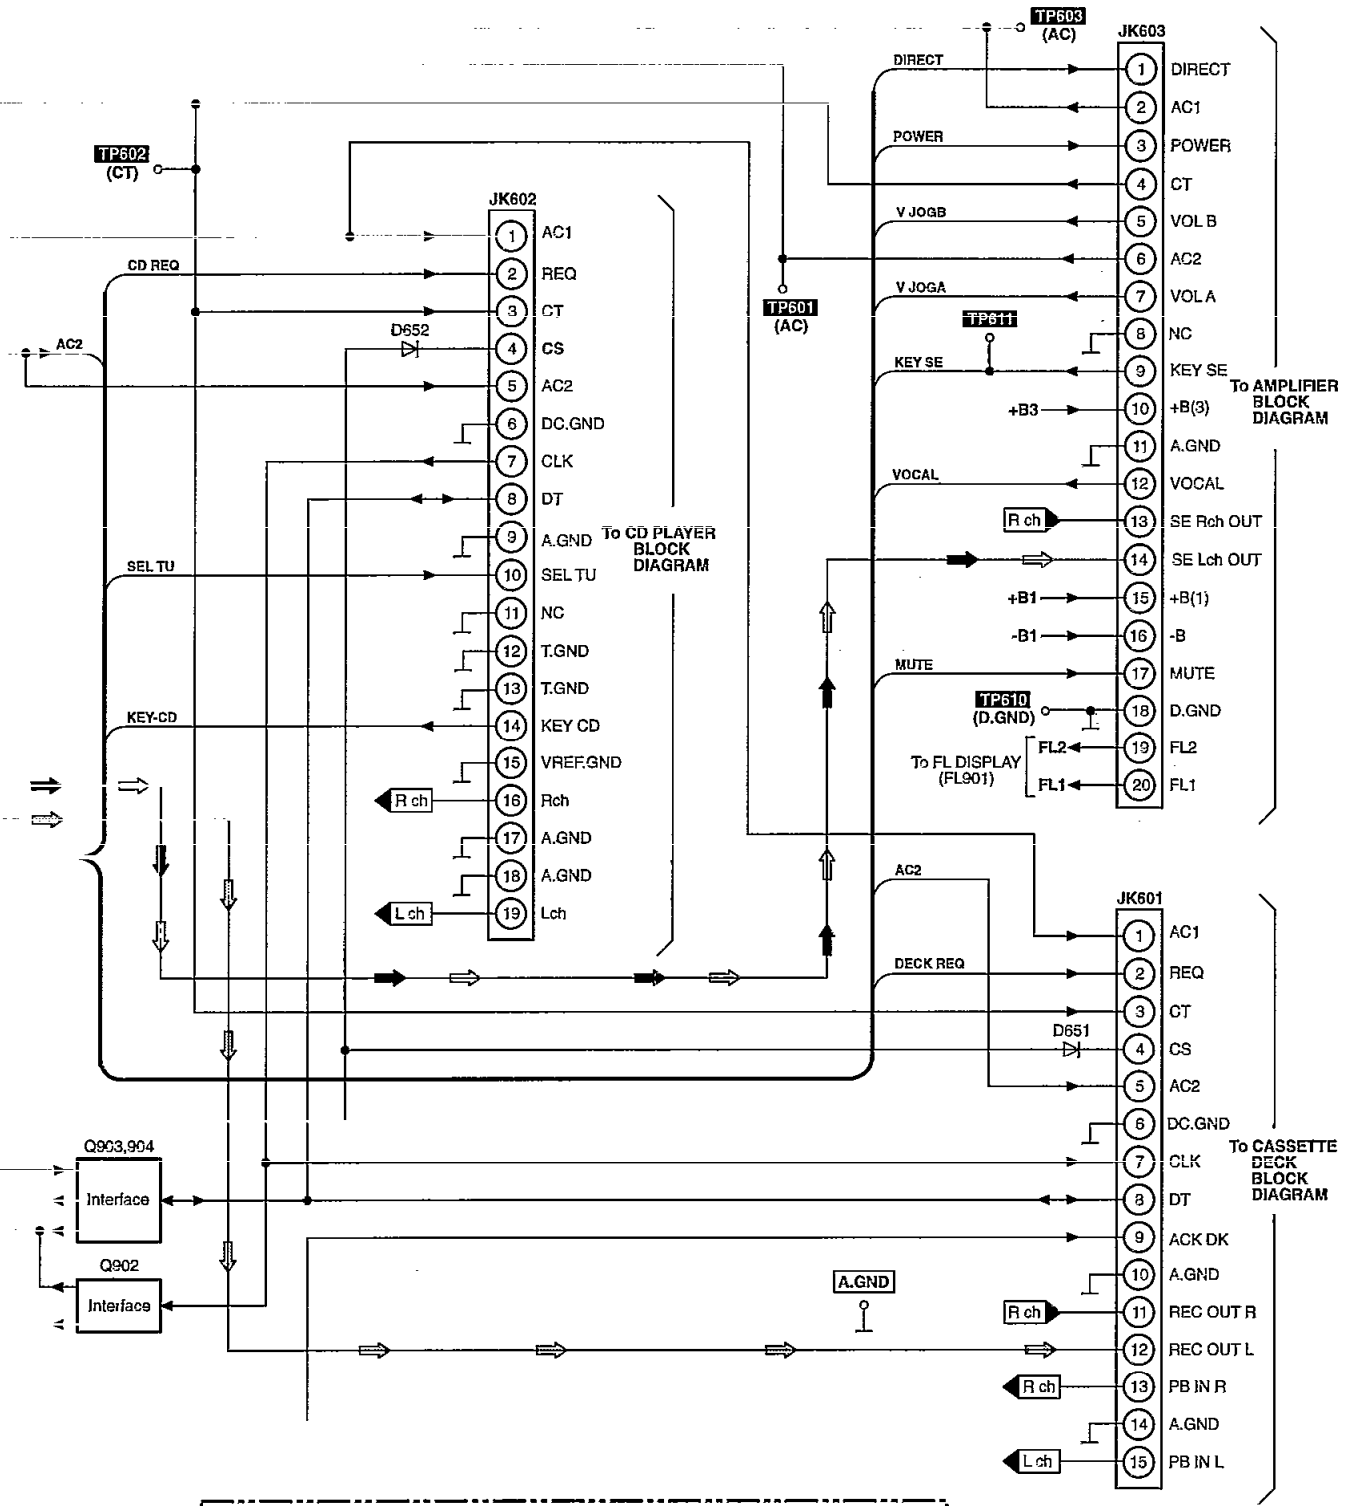 TP603
(AC)
JK603
DIRECT
1 DIRECT
2 AC1
TP602
(CT)
POWER
3 POWER
4 CT
V JOGB
5 VOL B
6 AC2
V JOGA
7 VOL A
TP601
(AC)
TP611
8 NC
KEY SE
9 KEY SE
+B3
10 +B(3)
11 A.GND
VOCAL
12 VOCAL
R ch
13 SE Rch OUT
14 SE Lch OUT
+B1
15 +B(1)
-B1
16 -B
MUTE
17 MUTE
TP610
(D.GND)
18 D.GND
To FL DISPLAY
(FL901)
FL2
19 FL2
FL1
20 FL1
To AMPLIFIER
BLOCK
DIAGRAM
JK602
1 AC1
CD REQ
2 REQ
3 CT
D652
4 CS
AC2
5 AC2
6 DC.GND
7 CLK
8 DT
9 A.GND
SEL TU
10 SEL TU
11 NC
12 T.GND
13 T.GND
KEY-CD
14 KEY CD
15 VREF.GND
R ch
16 Rch
17 A.GND
18 A.GND
L ch
19 Lch
To CD PLAYER
BLOCK
DIAGRAM
JK601
AC2
1 AC1
DECK REQ
2 REQ
3 CT
D651
4 CS
5 AC2
6 DC.GND
7 CLK
8 DT
9 ACK DK
10 A.GND
R ch
11 REC OUT R
12 REC OUT L
R ch
13 PB IN R
14 A.GND
L ch
15 PB IN L
To CASSETTE
DECK
BLOCK
DIAGRAM
Q903,904
Interface
Q902
Interface
A.GND